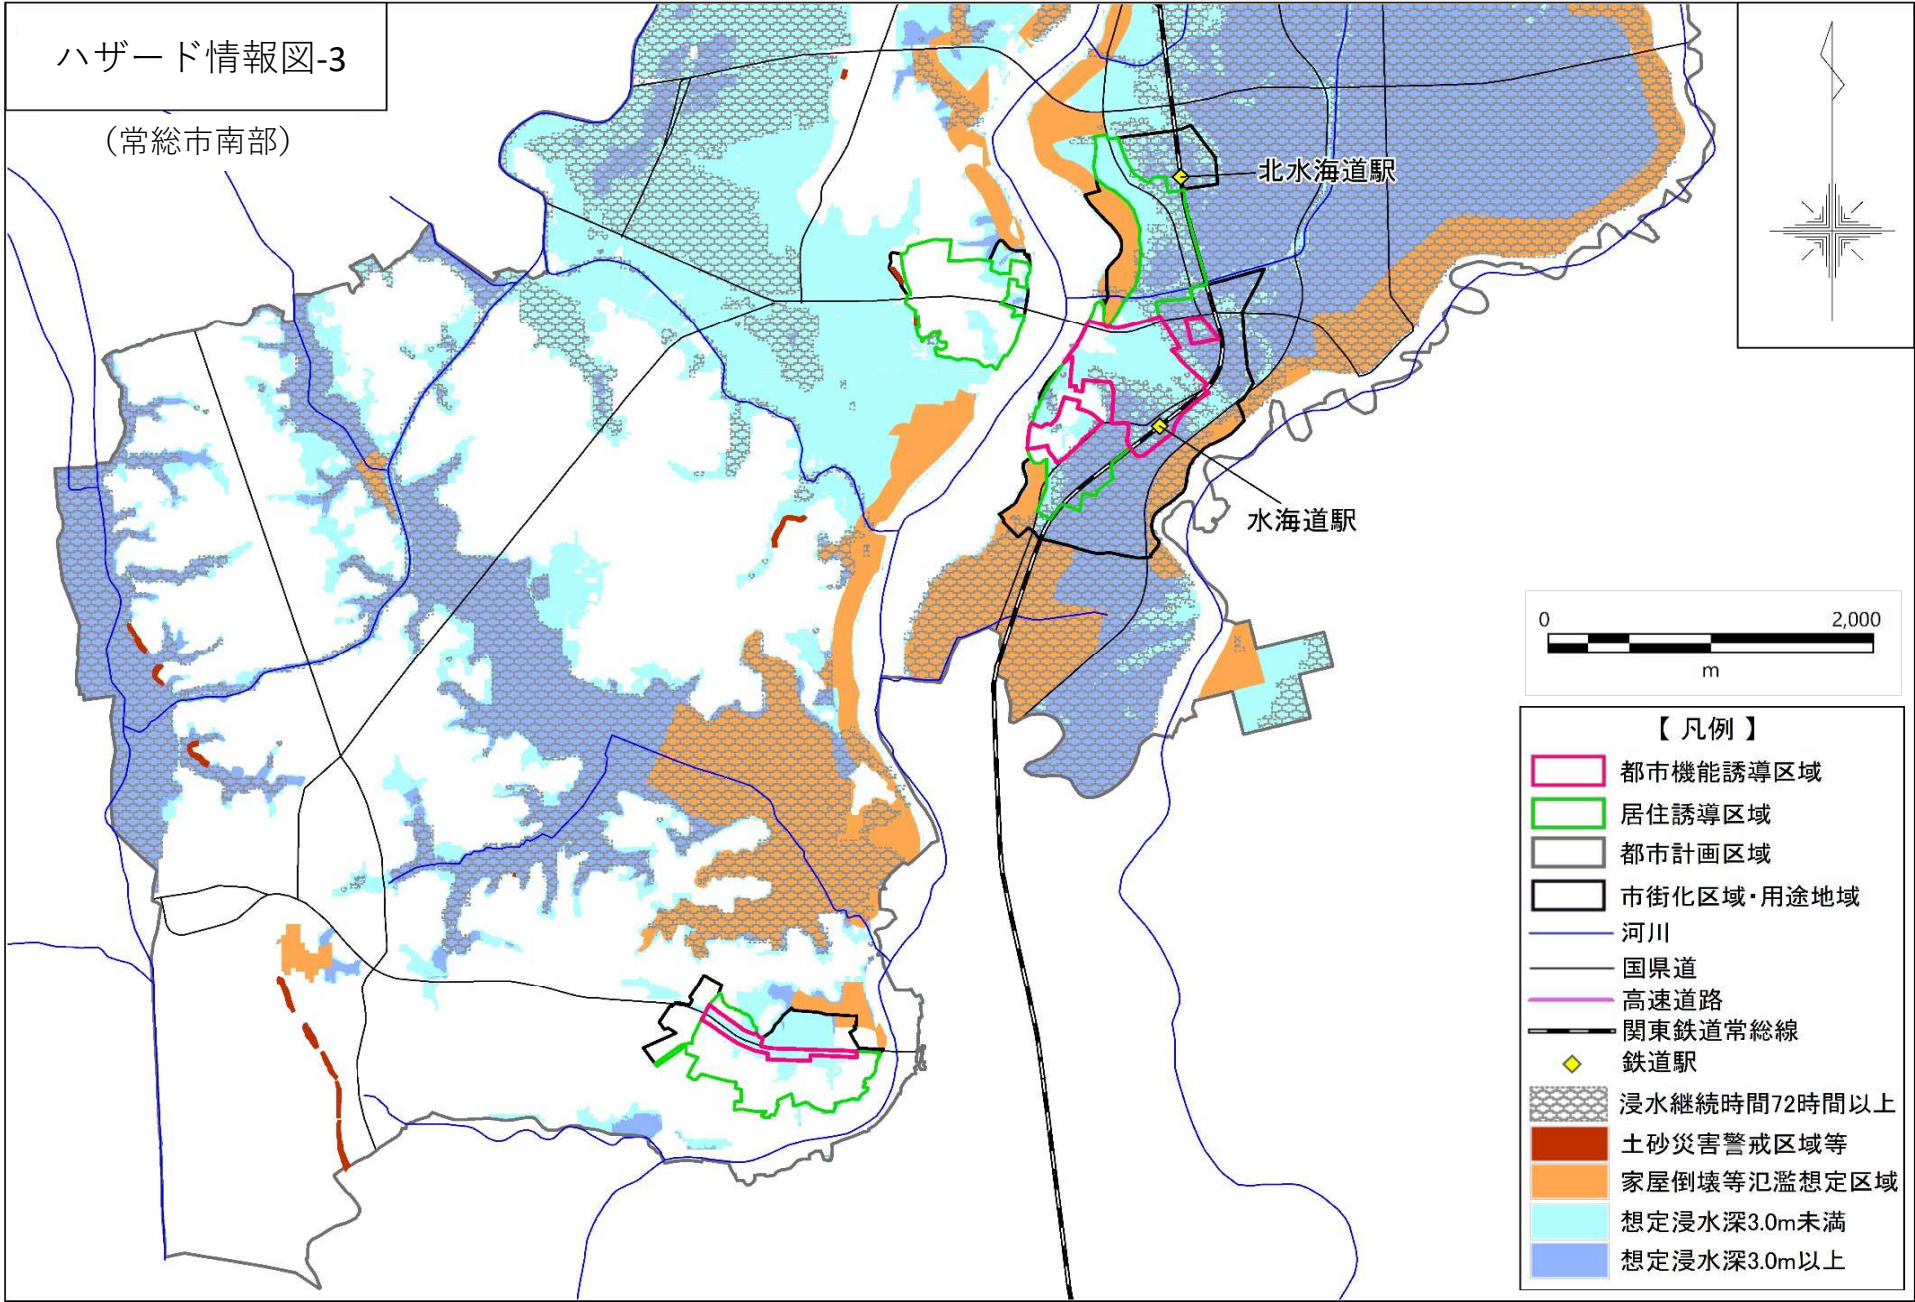 ハザード情報図-3
（常総市南部）
北水海道駅
水海道駅
0 2,000
m
【 凡例 】
都市機能誘導区域
居住誘導区域
都市計画区域
市街化区域・用途地域
河川
国県道
高速道路
関東鉄道常総線
鉄道駅
浸水継続時間72時間以上
土砂災害警戒区域等
家屋倒壊等氾濫想定区域
想定浸水深3.0m未満
想定浸水深3.0m以上